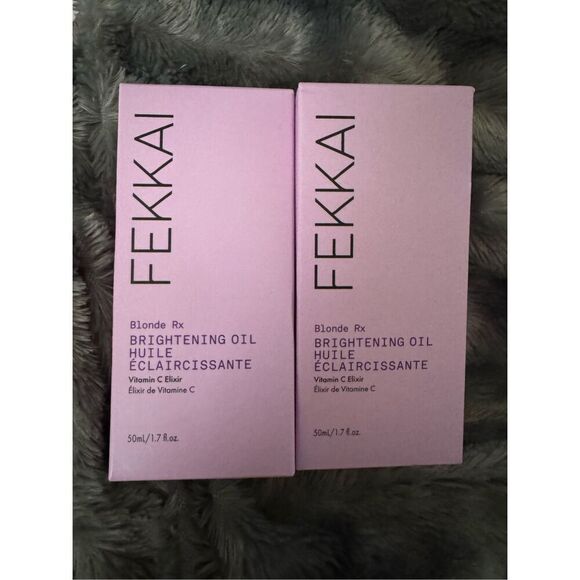 FEKKAI
Blonde Rx
BRIGHTENING OIL
HUILE
ÉCLAIRCISSANTE
Vitamin C Elixir
Élixir de Vitamine C
50mL/1.7 fl.oz.
FEKKAI
Blonde Rx
BRIGHTENING OIL
HUILE
ÉCLAIRCISSANTE
Vitamin C Elixir
Élixir de Vitamine C
50mL/1.7 fl.oz.